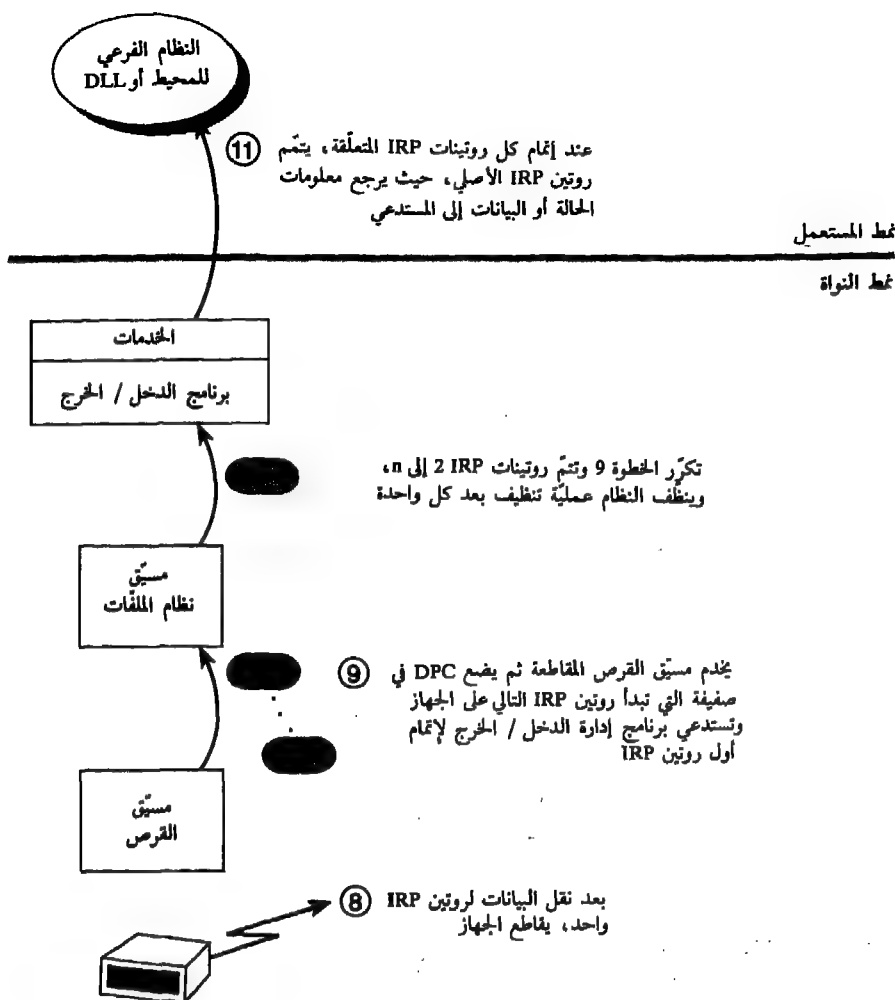 النظام الفرعي
للمحيط أو DLL
⑪ عند إتمام كل روتينات IRP المتعلّقة، يتمّم
روتين IRP الأصلي، حيث يرجع معلومات
الحالة أو البيانات إلى المستدعي
نمط المستعمل
نمط النواة
الخدمات
برنامج الدخل / الخرج
تكرّر الخطوة 9 وتتمّ روتينات IRP 2 إلى n،
وينظّف النظام عمليّة تنظيف بعد كل واحدة
مسيّق
نظام الملفّات
⑨ يخدم مسيّق القرص المقاطعة ثم يضع DPC في
صفيفة التي تبدأ روتين IRP التالي على الجهاز
وتستدعي برنامج إدارة الدخل / الخرج لإتمام
أول روتين IRP
مسيّق
القرص
⑧ بعد نقل البيانات لروتين IRP
واحد، يقاطع الجهاز